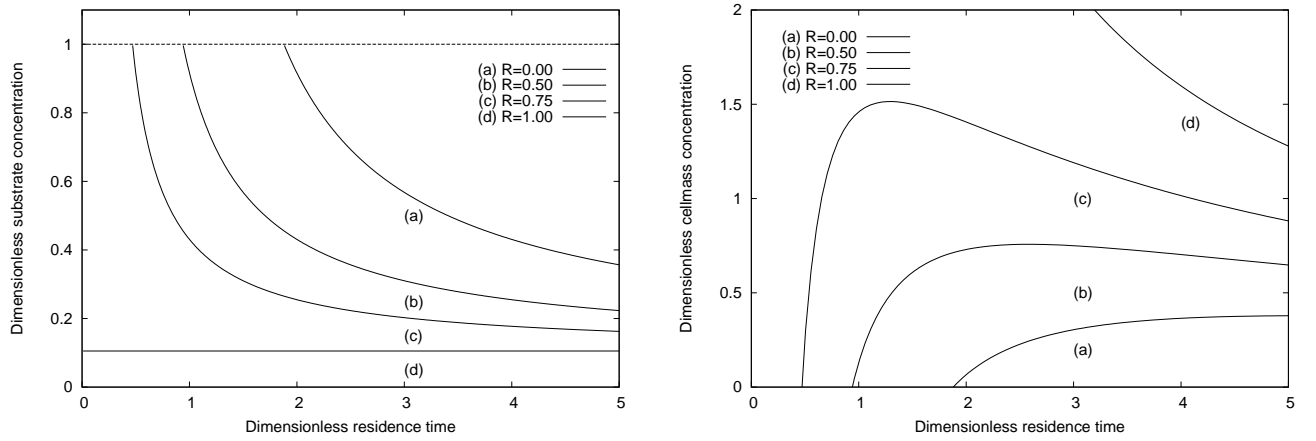 Dimensionless substrate concentration
1
0.8
0.6
0.4
0.2
0
(a) R=0.00
(b) R=0.50
(c) R=0.75
(d) R=1.00
(a)
(b)
(c)
(d)
0 1 2 3 4 5
Dimensionless residence time
Dimensionless cellmass concentration
2
1.5
1
0.5
0
(a) R=0.00
(b) R=0.50
(c) R=0.75
(d) R=1.00
(d)
(c)
(b)
(a)
0 1 2 3 4 5
Dimensionless residence time